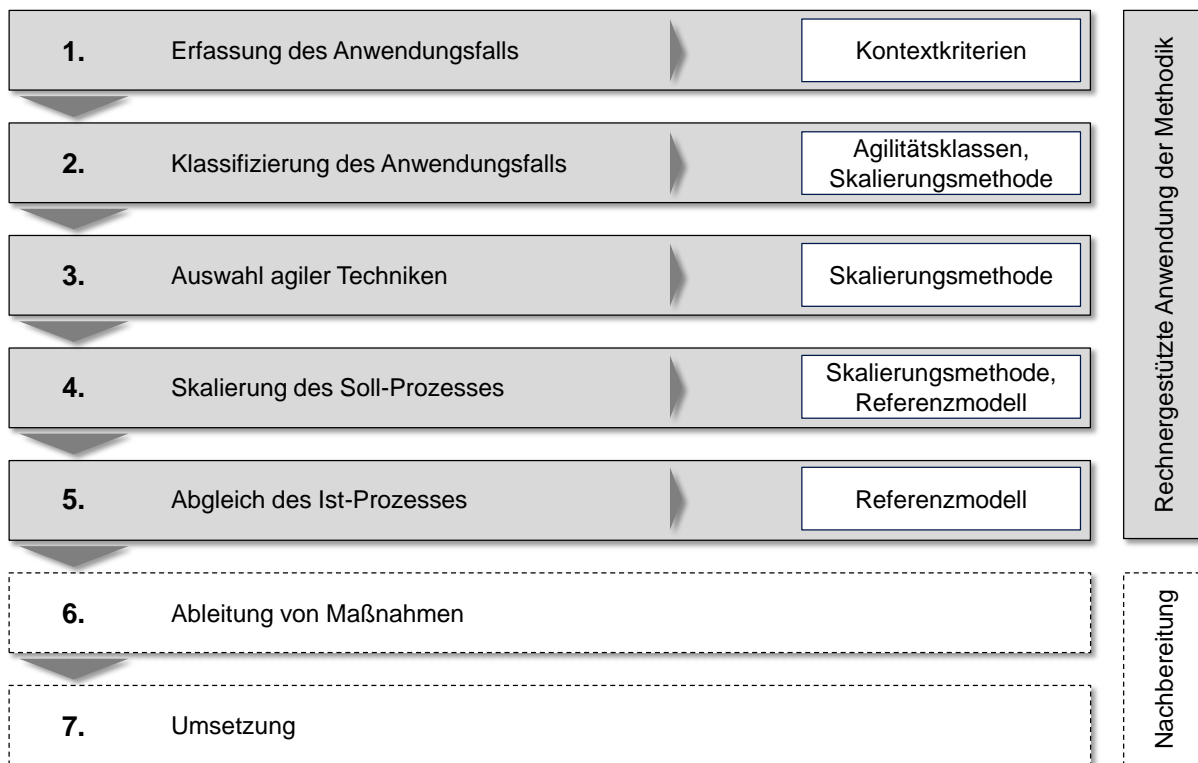 1.
Erfassung des Anwendungsfalls
Kontextkriterien
2.
Klassifizierung des Anwendungsfalls
Agilitätsklassen,
Skalierungsmethode
3.
Auswahl agiler Techniken
Skalierungsmethode
4.
Skalierung des Soll-Prozesses
Skalierungsmethode,
Referenzmodell
5.
Abgleich des Ist-Prozesses
Referenzmodell
6.
Ableitung von Maßnahmen
7.
Umsetzung
Rechnergestützte Anwendung der Methodik
Nachbereitung